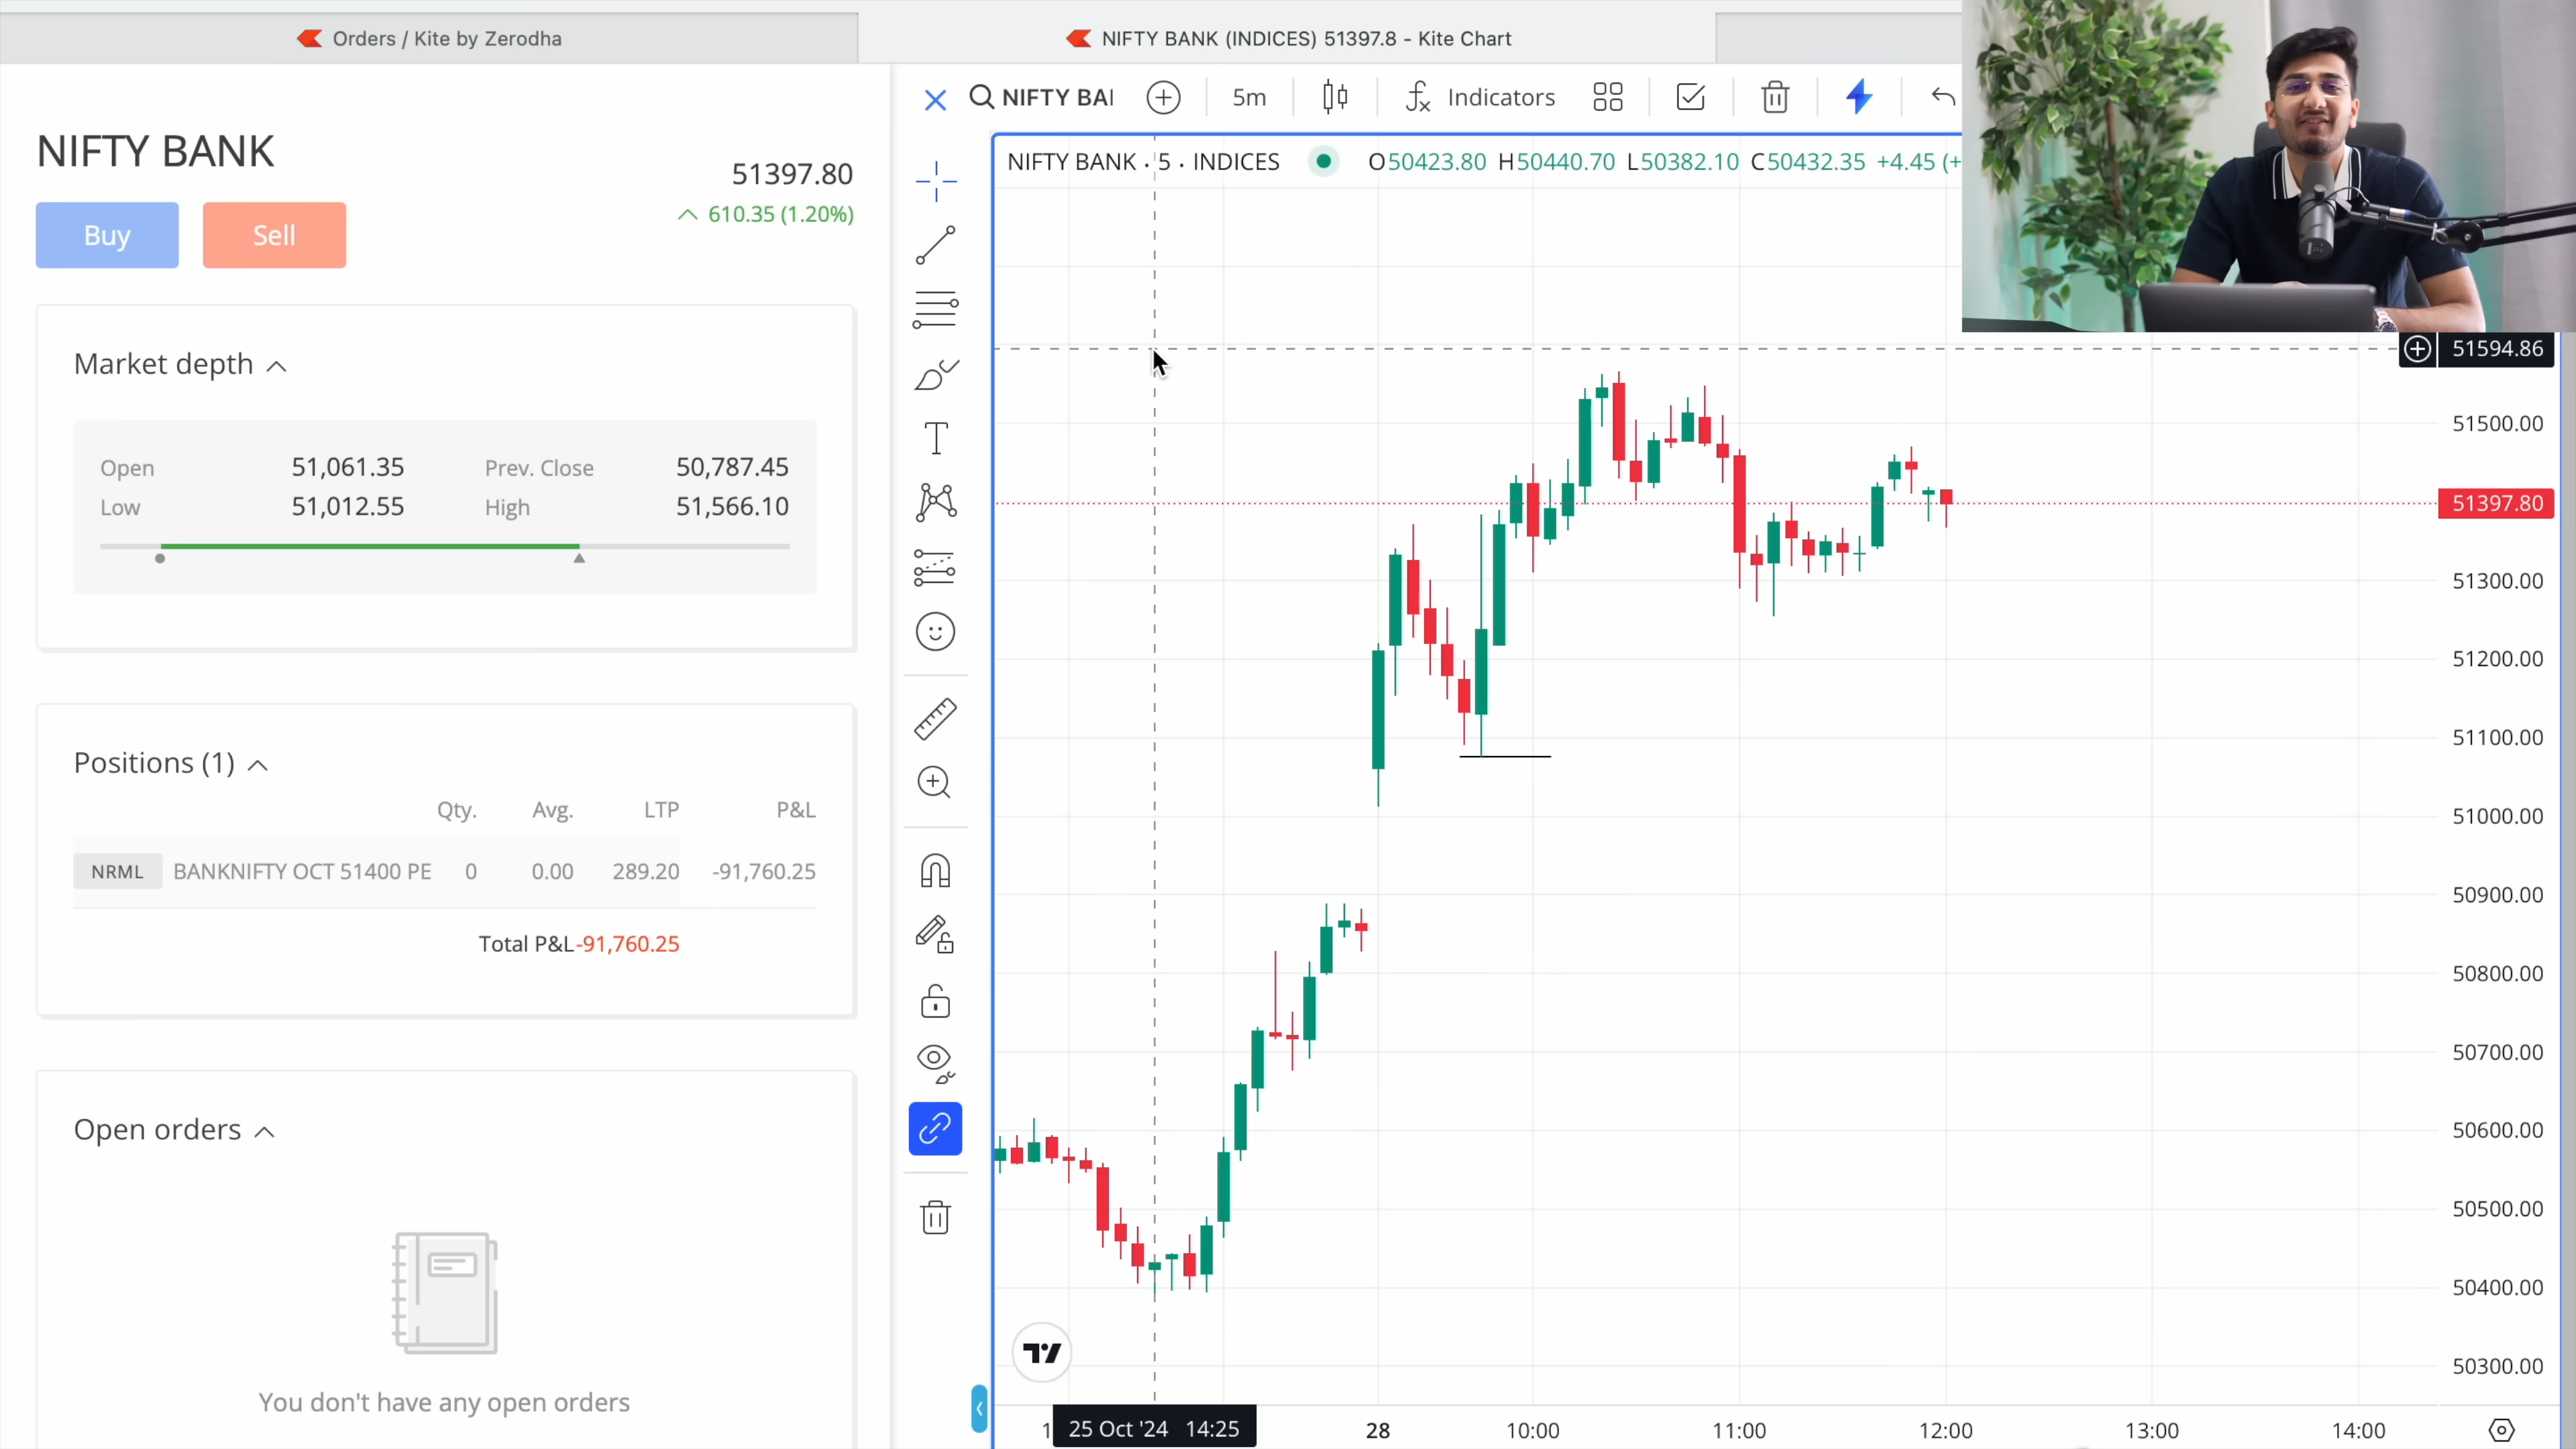 Orders / Kite by Zerodha
NIFTY BANK (INDICES) 51397.8 - Kite Chart
NIFTY BANK
51397.80
610.35 (1.20%)
Buy
Sell
Market depth
Open 51,061.35 Prev. Close 50,787.45
Low 51,012.55 High 51,566.10
Positions (1)
Qty. Avg. LTP P&L
NRML BANKNIFTY OCT 51400 PE 0 0.00 289.20 -91,760.25
Total P&L -91,760.25
Open orders
You don't have any open orders
NIFTY BAI 5m Indicators
NIFTY BANK · 5 · INDICES O50423.80 H50440.70 L50382.10 C50432.35 +4.45 (+
51594.86
51500.00
51397.80
51300.00
51200.00
51100.00
51000.00
50900.00
50800.00
50700.00
50600.00
50500.00
50400.00
50300.00
1 25 Oct '24 14:25 28 10:00 11:00 12:00 13:00 14:00